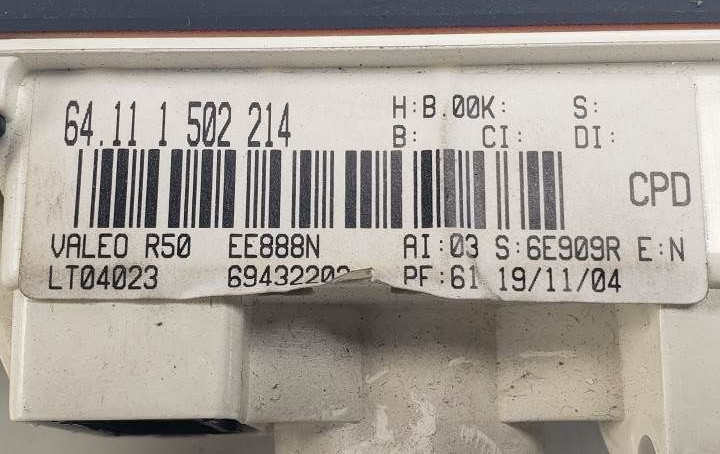 64.11 1 502 214 H:B.00K: S:
B: CI: DI:
CPD
VALEO R50 EE888N AI:03 S:6E909R E:N
LT04023 PF:61 19/11/04